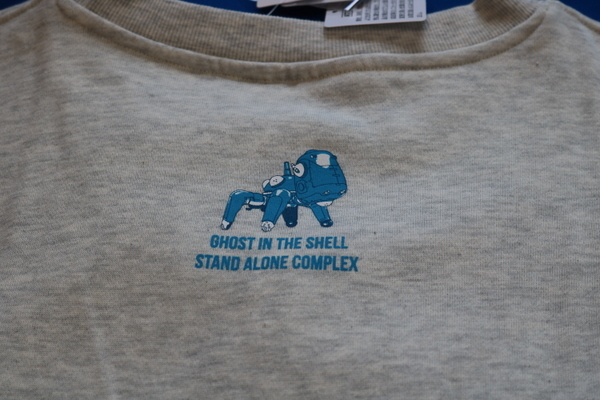 GHOST IN THE SHELL
STAND ALONE COMPLEX